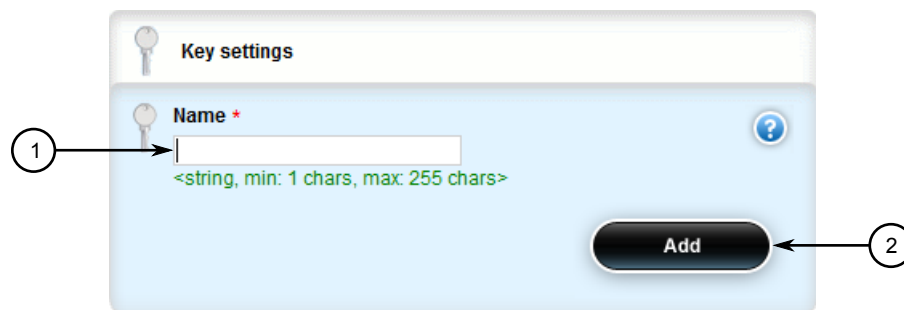 Key settings
Name *
1
<string, min: 1 chars, max: 255 chars>
Add
2